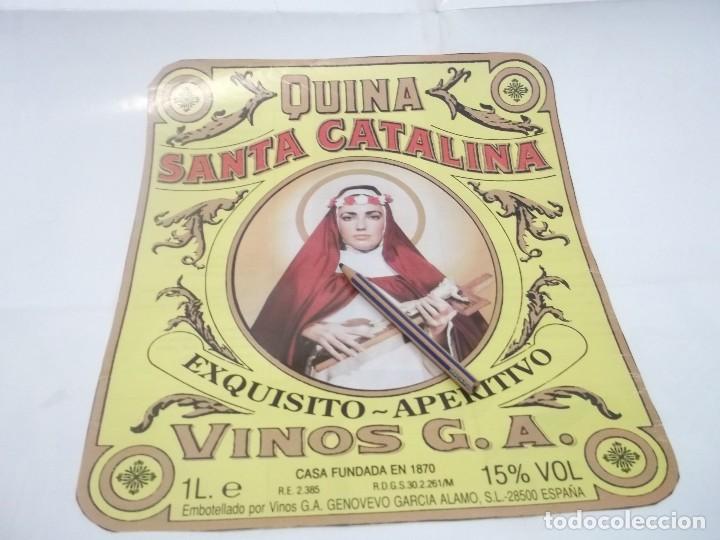 QUINA
SANTA CATALINA
EXQUISITO ~ APERITIVO
VINOS G. A.
CASA FUNDADA EN 1870
1L. e R.E. 2.385 R.D.G.S.30.2.261/M 15% VOL
Embotellado por Vinos G.A. GENOVEVO GARCIA ALAMO, S.L.-28500 ESPAÑA
todocoleccion